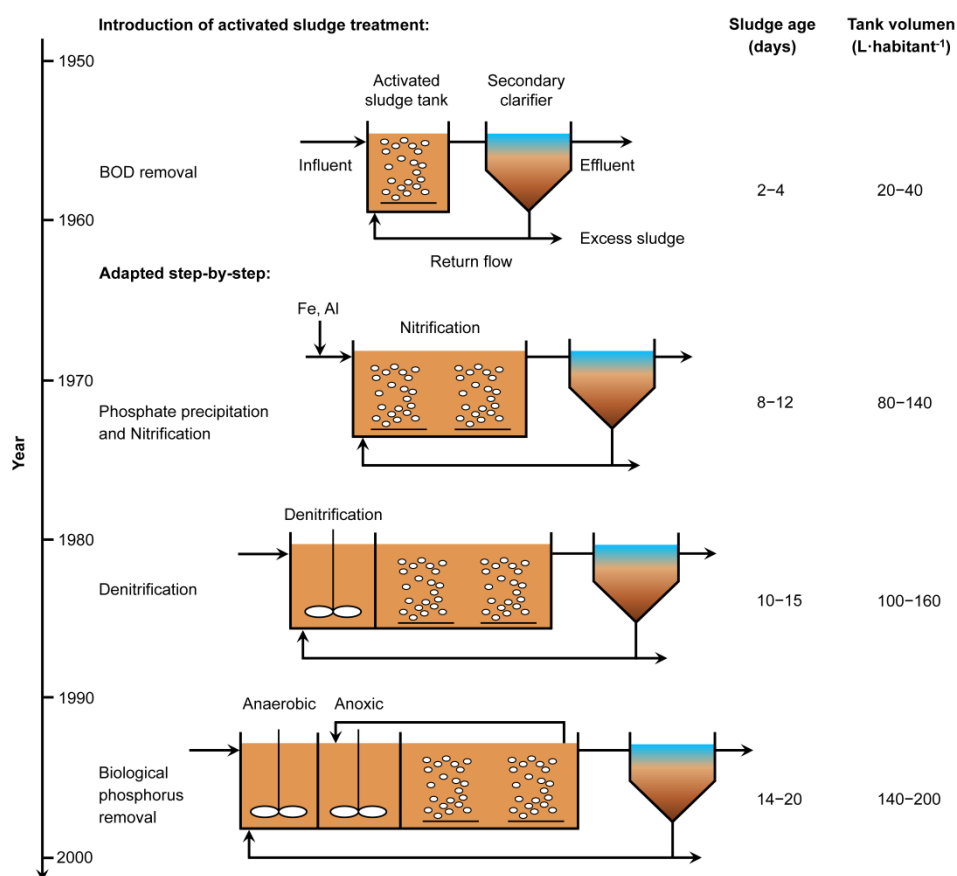 Introduction of activated sludge treatment:
Sludge age
(days)
Tank volumen
(L·habitant⁻¹)
1950
Activated
sludge tank
Secondary
clarifier
Influent
Effluent
BOD removal
2–4
20–40
1960
Excess sludge
Return flow
Adapted step-by-step:
Fe, Al
Nitrification
1970
Phosphate precipitation
and Nitrification
8–12
80–140
Year
Denitrification
1980
Denitrification
10–15
100–160
1990
Anaerobic
Anoxic
Biological
phosphorus
removal
14–20
140–200
2000